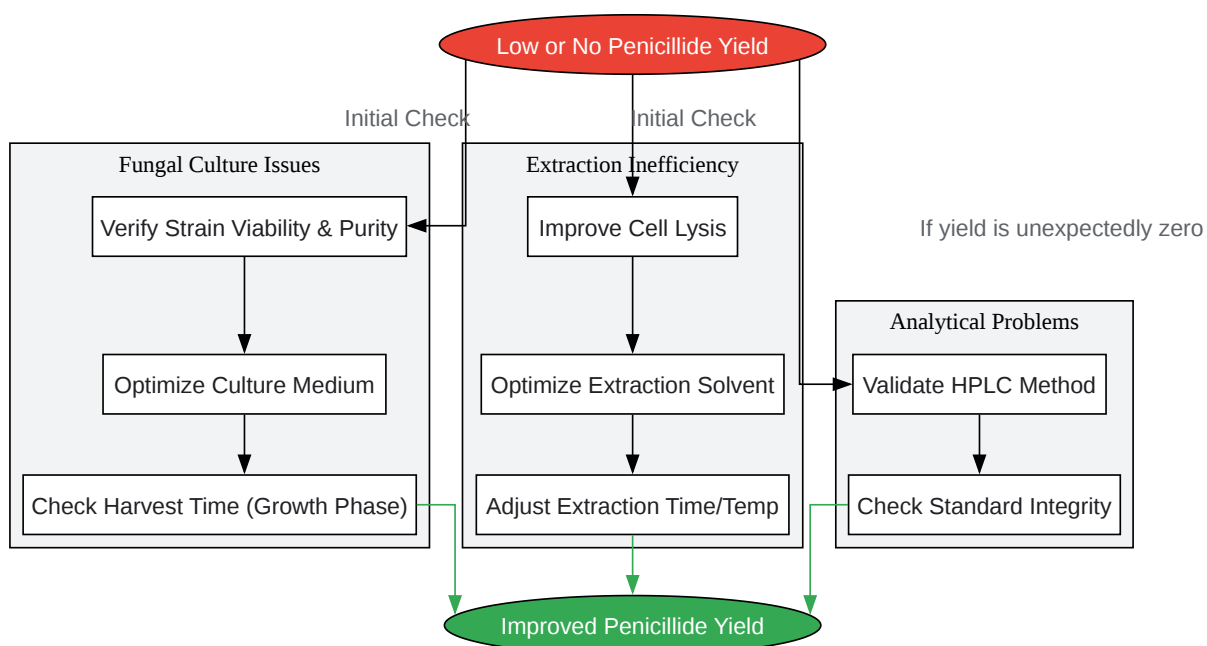 Low or No Penicillide Yield
Initial Check
Initial Check
Fungal Culture Issues
Extraction Inefficiency
Verify Strain Viability & Purity
Improve Cell Lysis
If yield is unexpectedly zero
Analytical Problems
Optimize Culture Medium
Optimize Extraction Solvent
Validate HPLC Method
Check Harvest Time (Growth Phase)
Adjust Extraction Time/Temp
Check Standard Integrity
Improved Penicillide Yield